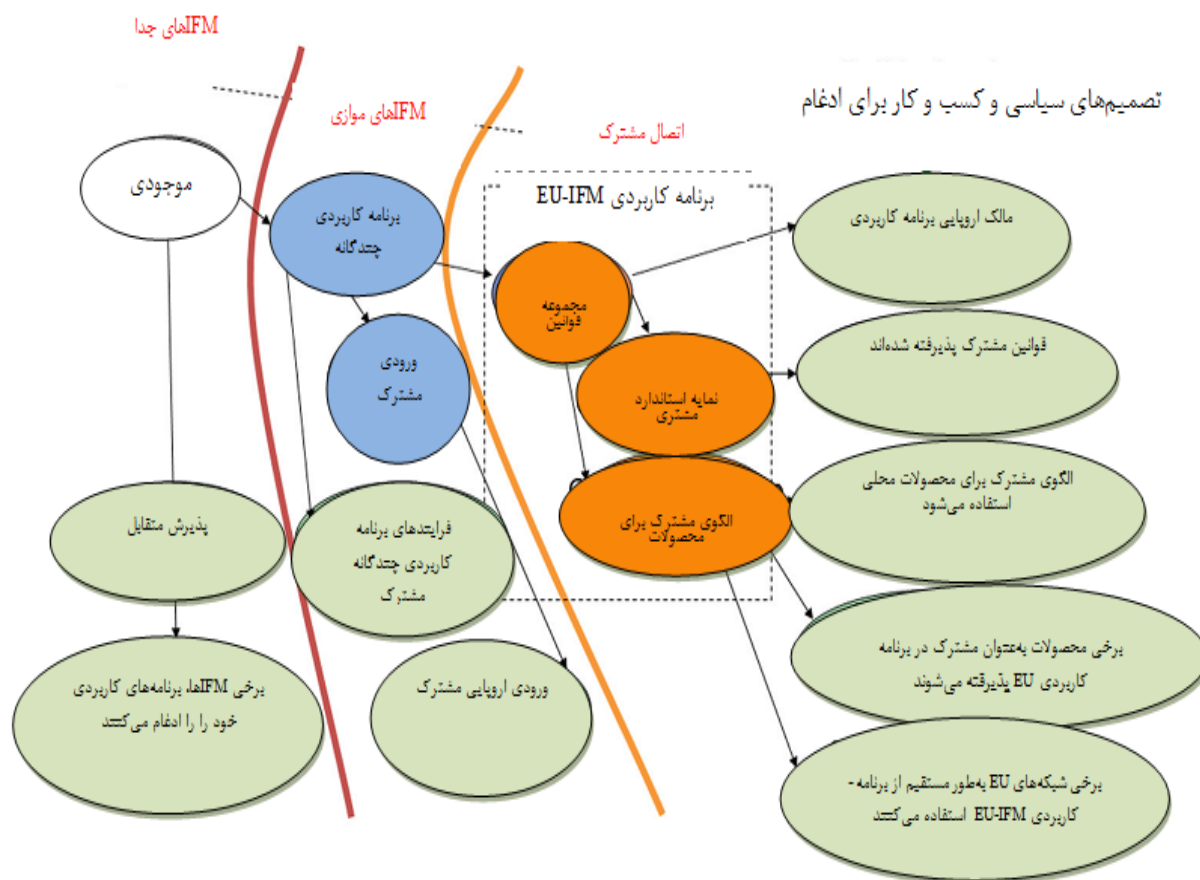 IFMهای جدا
IFMهای موازی
اتصال مشترک
تصمیم‌های سیاسی و کسب و کار برای ادغام
موجودی
برنامه کاربردی
چندگانه
ورودی
مشترک
برنامه کاربردی EU-IFM
مجموعه
قوانین
نمایه استاندارد
مشتری
الگوی مشترک برای
محصولات
مالک اروپایی برنامه کاربردی
قوانین مشترک پذیرفته شده‌اند
الگوی مشترک برای محصولات محلی
استفاده می‌شود
برخی محصولات به‌عنوان مشترک در برنامه
کاربردی EU پذیرفته می‌شوند
برخی شبکه‌های EU به‌طور مستقیم از برنامه-
کاربردی EU-IFM استفاده می‌کنند
پذیرش متقابل
برخی IFMها، برنامه‌های کاربردی
خود را را ادغام می‌کنند
فرایندهای برنامه
کاربردی چندگانه
مشترک
ورودی اروپایی مشترک